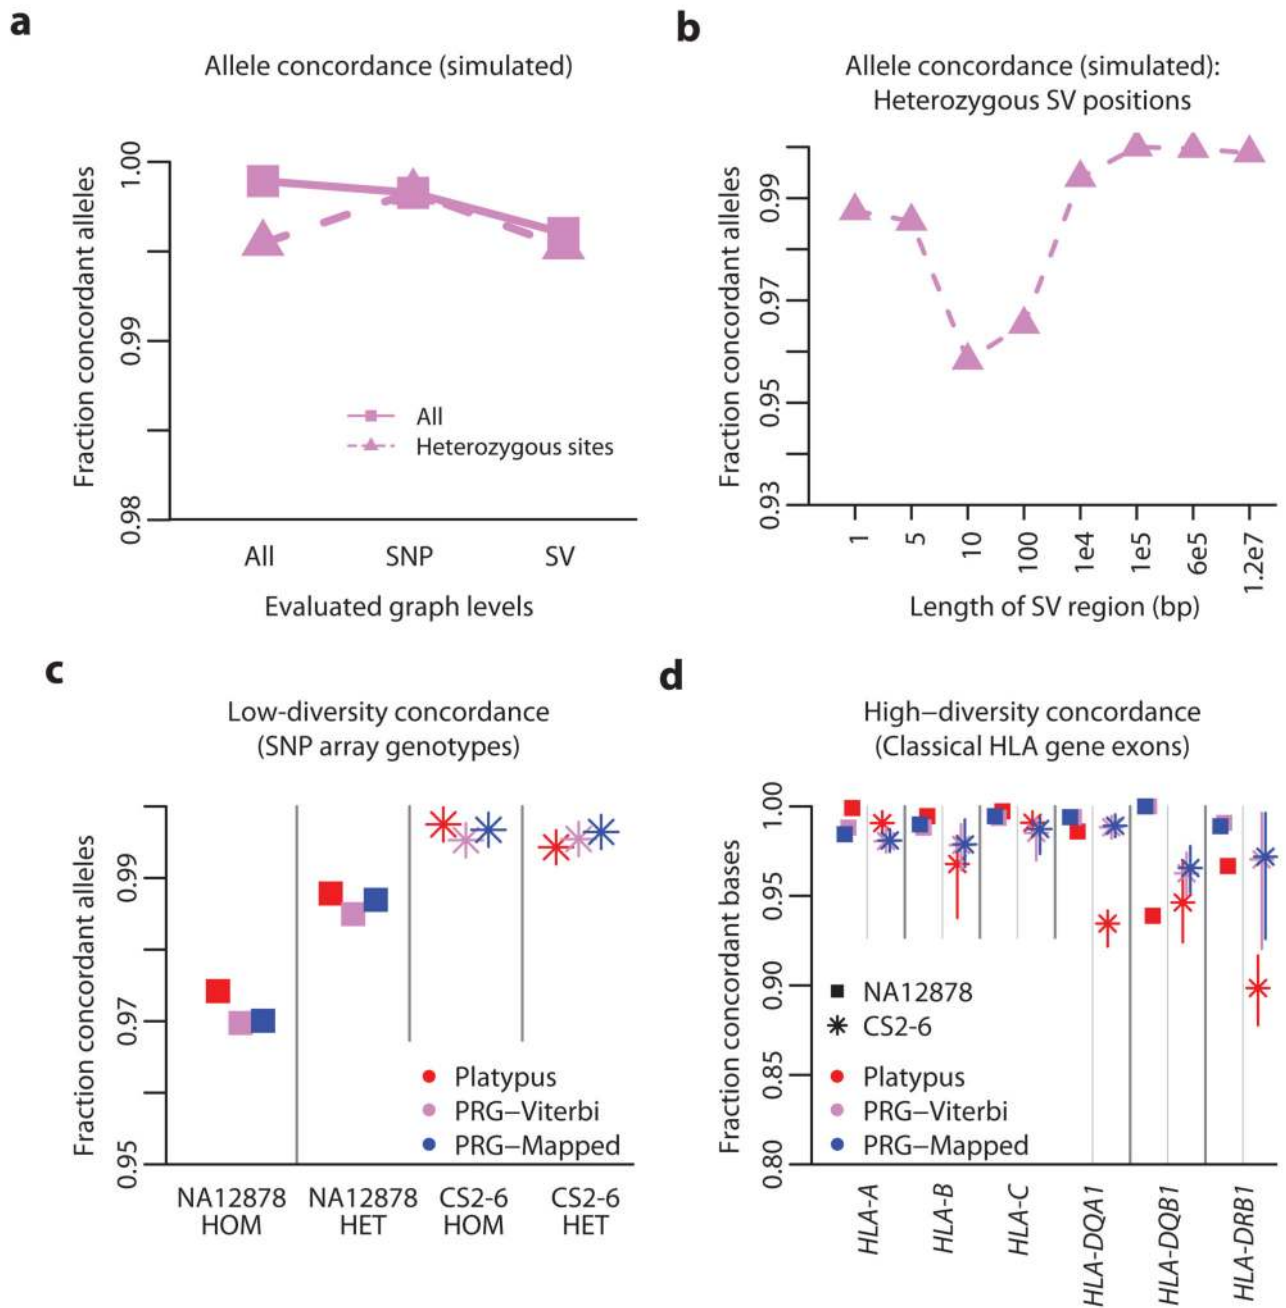 a
Allele concordance (simulated)
Fraction concordant alleles
1.00
0.99
0.98
All
Heterozygous sites
All SNP SV
Evaluated graph levels
b
Allele concordance (simulated):
Heterozygous SV positions
Fraction concordant alleles
0.99
0.97
0.95
0.93
1 5 10 100 1e4 1e5 6e5 1.2e7
Length of SV region (bp)
c
Low-diversity concordance
(SNP array genotypes)
Fraction concordant alleles
0.99
0.97
0.95
Platypus
PRG−Viterbi
PRG−Mapped
NA12878 NA12878 CS2-6 CS2-6
HOM HET HOM HET
d
High−diversity concordance
(Classical HLA gene exons)
Fraction concordant bases
1.00
0.95
0.90
0.85
0.80
NA12878
CS2-6
Platypus
PRG−Viterbi
PRG−Mapped
HLA-A HLA-B HLA-C HLA-DQA1 HLA-DQB1 HLA-DRB1